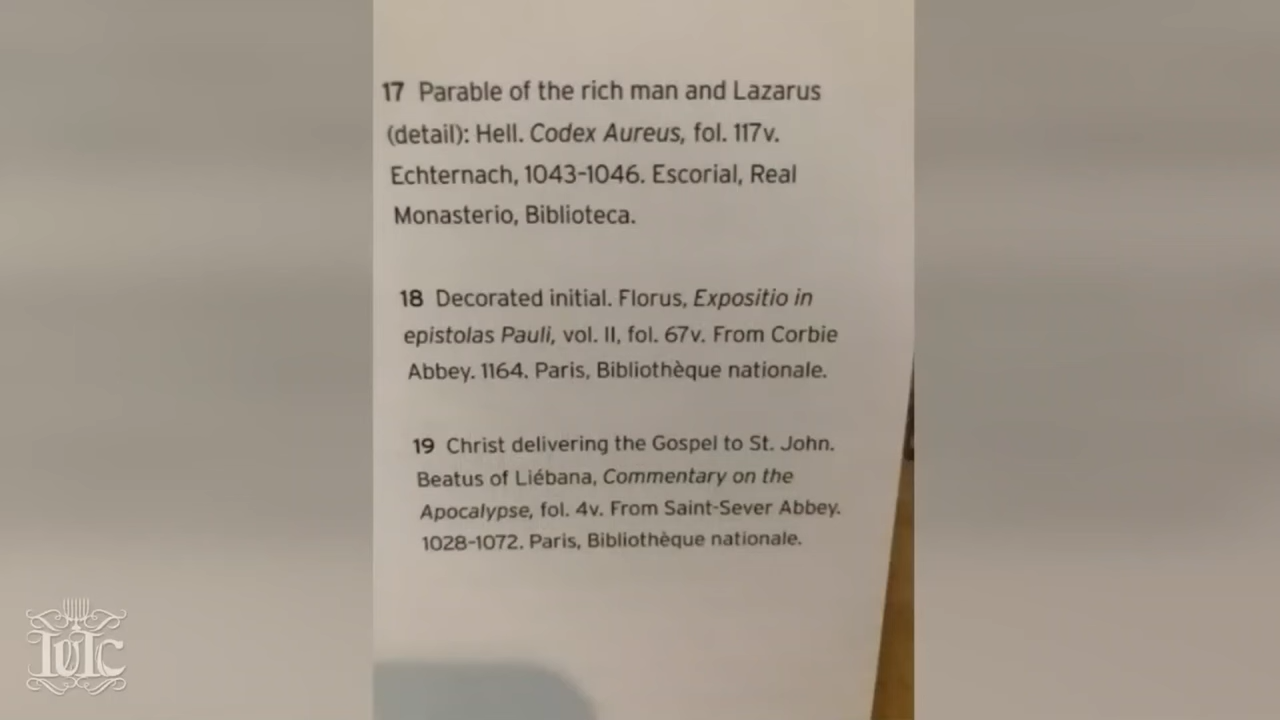 17 Parable of the rich man and Lazarus
(detail): Hell. Codex Aureus, fol. 117v.
Echternach, 1043-1046. Escorial, Real
Monasterio, Biblioteca.
18 Decorated initial. Florus, Expositio in
epistolas Pauli, vol. II, fol. 67v. From Corbie
Abbey. 1164. Paris, Bibliothèque nationale.
19 Christ delivering the Gospel to St. John.
Beatus of Liébana, Commentary on the
Apocalypse, fol. 4v. From Saint-Sever Abbey.
1028-1072. Paris, Bibliothèque nationale.
IUIC